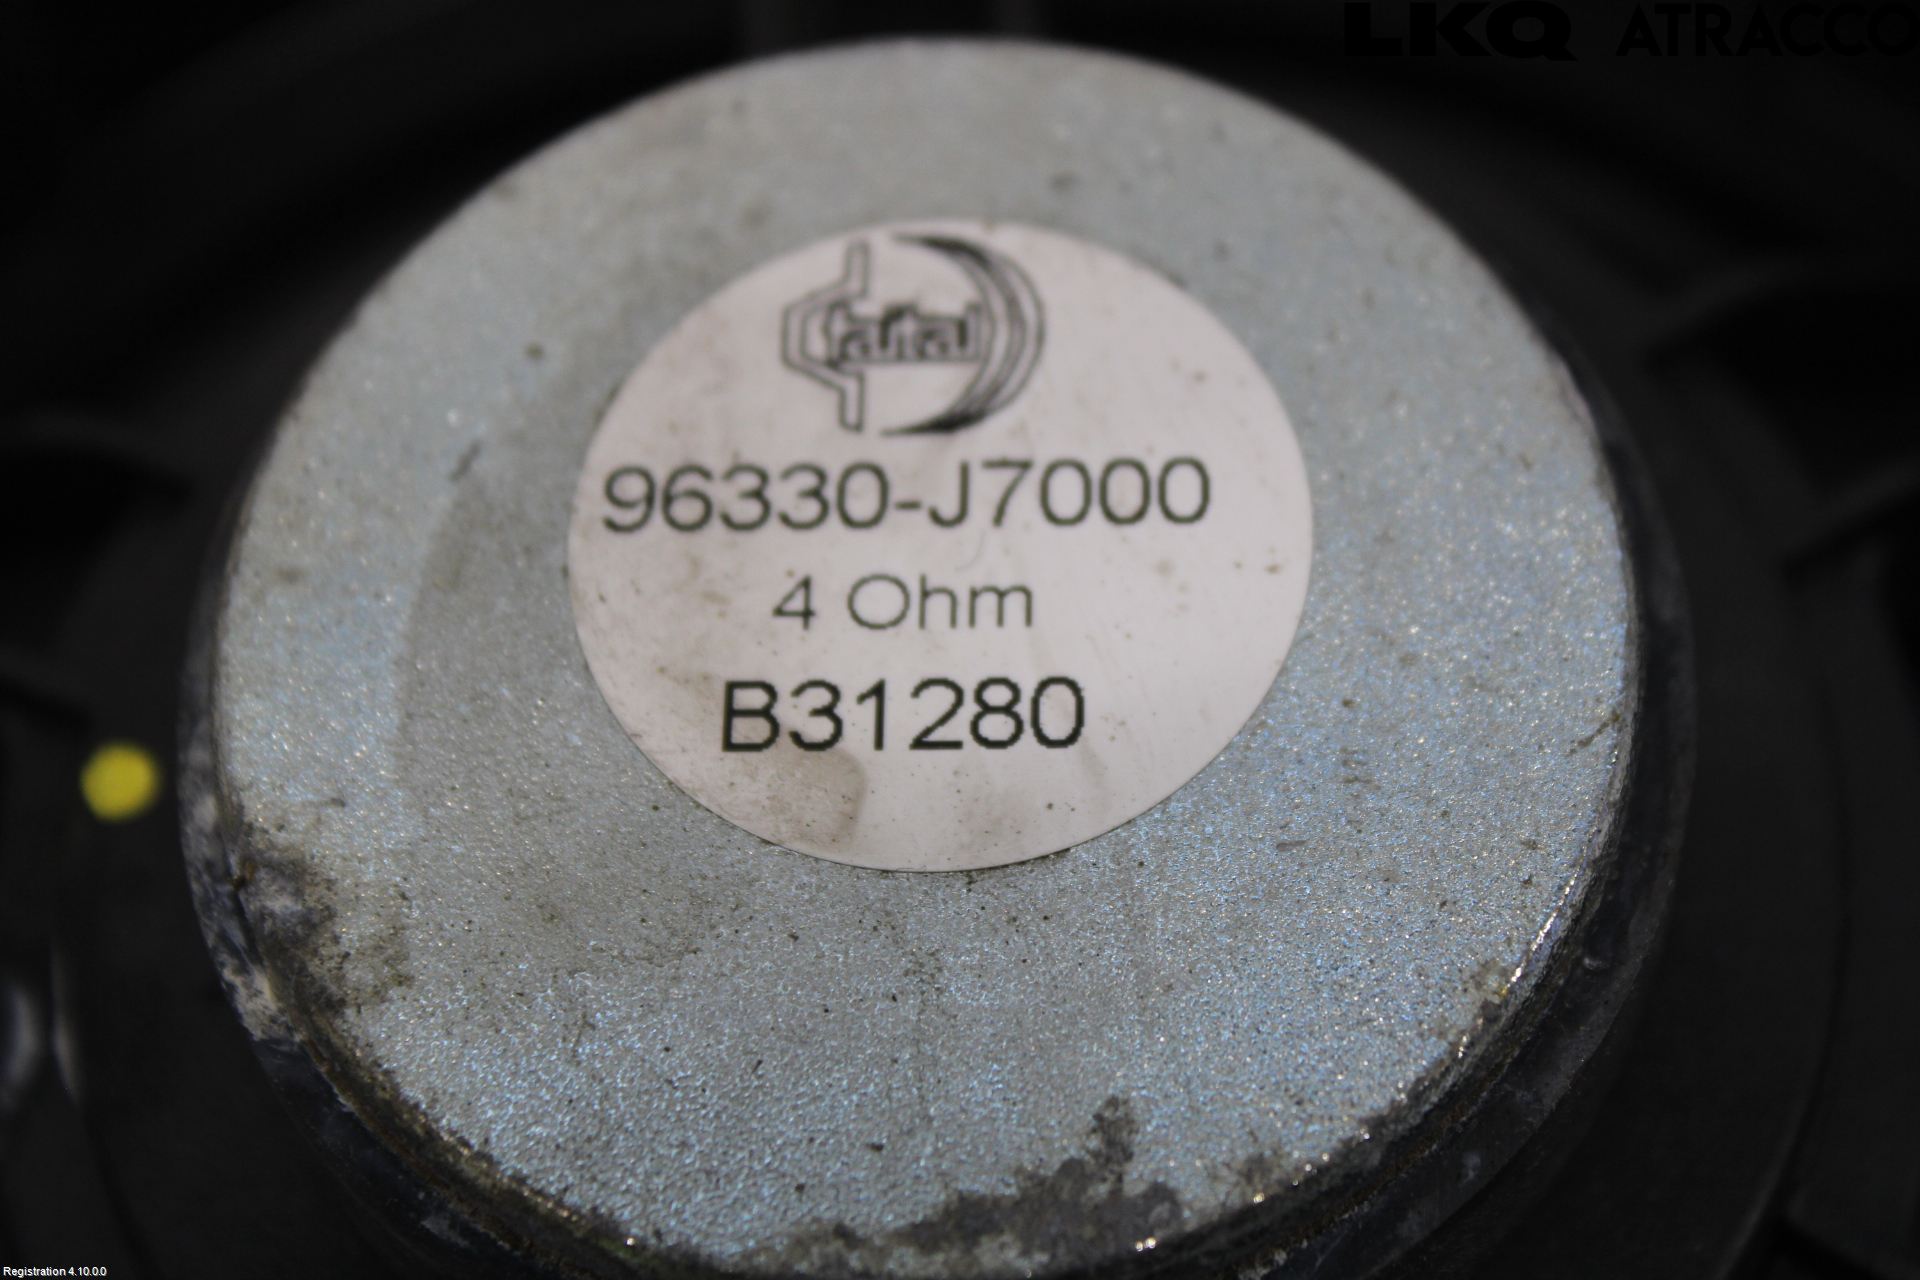 LKQ ATRACCO
96330-J7000
4 Ohm
B31280
Registration 4.10.0.0